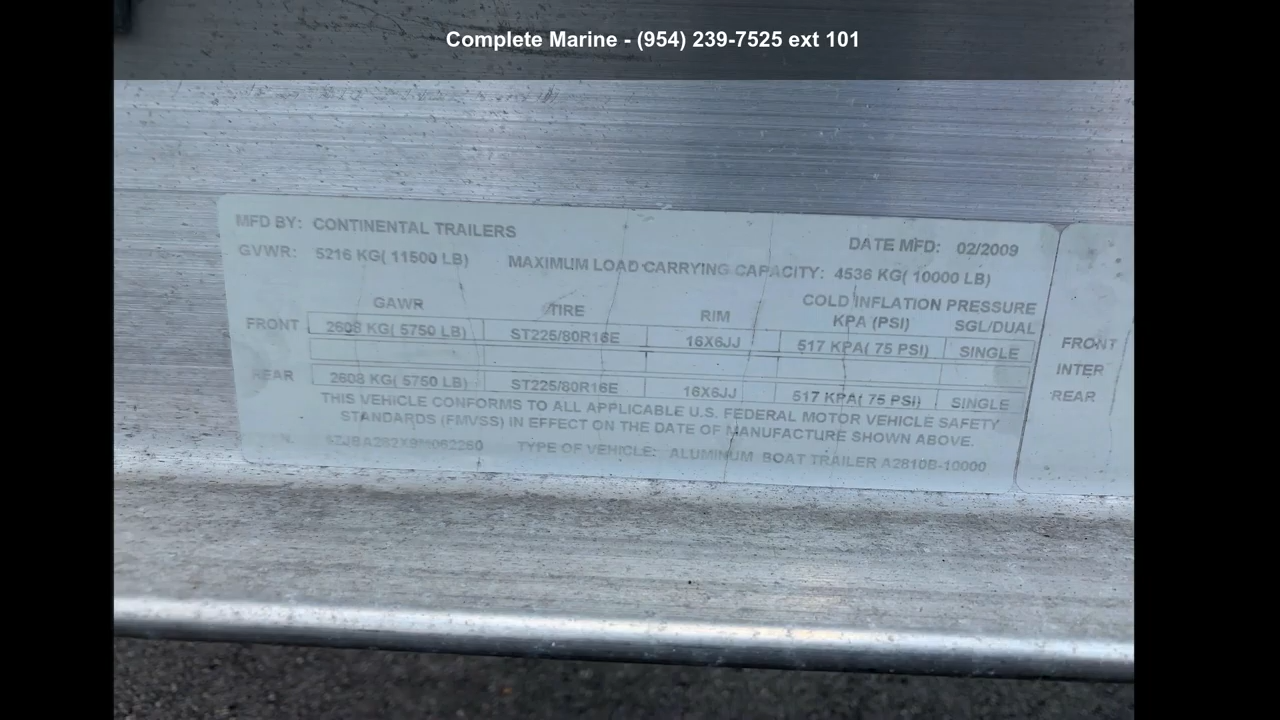 Complete Marine - (954) 239-7525 ext 101
MFD BY: CONTINENTAL TRAILERS
DATE MFD: 02/2009
GVWR: 5216 KG( 11500 LB) MAXIMUM LOAD CARRYING CAPACITY: 4536 KG( 10000 LB)
GAWR TIRE RIM COLD INFLATION PRESSURE
KPA (PSI) SGL/DUAL
FRONT 2608 KG( 5750 LB) ST225/80R16E 16X6JJ 517 KPA( 75 PSI) SINGLE
REAR 2608 KG( 5750 LB) ST225/80R16E 16X6JJ 517 KPA( 75 PSI) SINGLE
THIS VEHICLE CONFORMS TO ALL APPLICABLE U.S. FEDERAL MOTOR VEHICLE SAFETY
STANDARDS (FMVSS) IN EFFECT ON THE DATE OF MANUFACTURE SHOWN ABOVE.
TYPE OF VEHICLE: ALUMINUM BOAT TRAILER A2810B-10000
FRONT
INTER
REAR